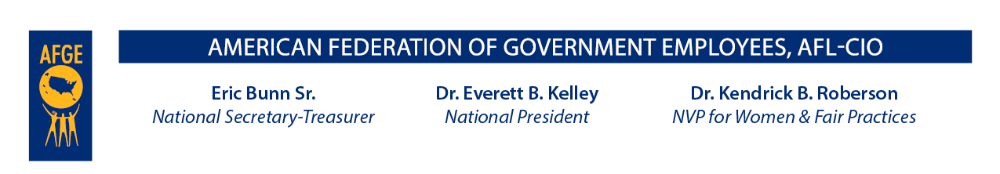 AFGE
AMERICAN FEDERATION OF GOVERNMENT EMPLOYEES, AFL-CIO
Eric Bunn Sr.
National Secretary-Treasurer
Dr. Everett B. Kelley
National President
Dr. Kendrick B. Roberson
NVP for Women & Fair Practices